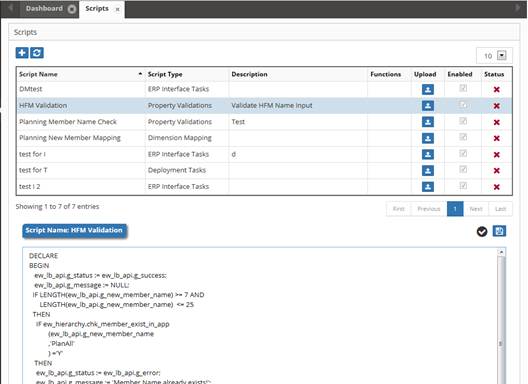 Dashboard
Scripts
Scripts
10
Script Name Script Type Description Functions Upload Enabled Status
DMtest ERP Interface Tasks
HFM Validation Property Validations Validate HFM Name Input
Planning Member Name Check Property Validations Test
Planning New Member Mapping Dimension Mapping
test for I ERP Interface Tasks d
test for T Deployment Tasks
test I 2 ERP Interface Tasks
Showing 1 to 7 of 7 entries
First Previous 1 Next Last
Script Name: HFM Validation
DECLARE
BEGIN
ew_lb_api.g_status := ew_lb_api.g_success;
ew_lb_api.g_message := NULL;
IF LENGTH(ew_lb_api.g_new_member_name) >= 7 AND
LENGTH(ew_lb_api.g_new_member_name) <= 25
THEN
IF ew_hierarchy.chk_member_exist_in_app
(ew_lb_api.g_new_member_name
,'PlanAll'
) ='Y'
THEN
ew_lb_api.g_status := ew_lb_api.g_error;
ew_lb_api.g_message := 'Member Name already exists!';